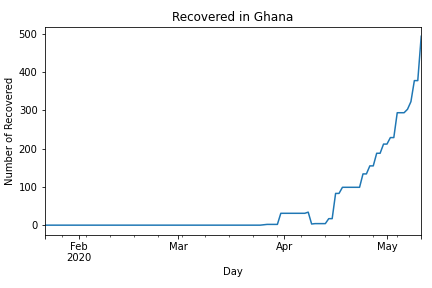 Recovered in Ghana
500
400
300
200
100
0
Number of Recovered
Feb
2020
Mar
Apr
May
Day